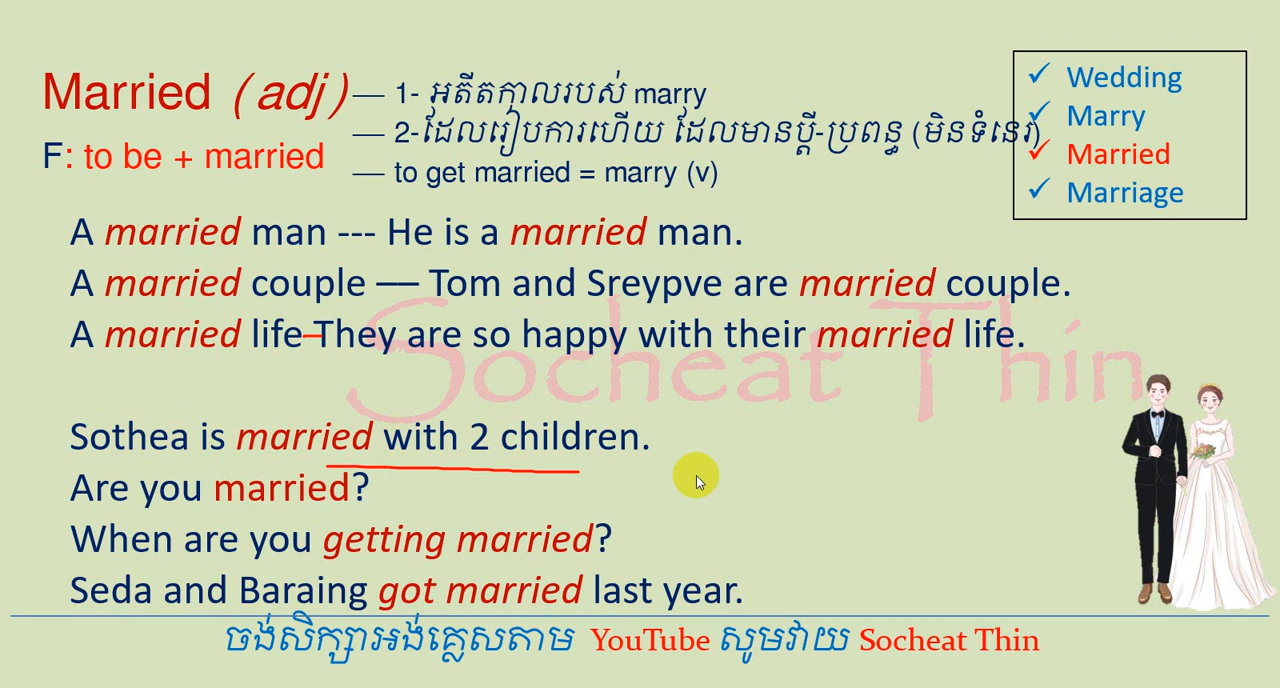 Married (adj)
— 1- អតីតកាលរបស់ marry
— 2-ដែលរៀបការហើយ ដែលមានប្តី-ប្រពន្ធ (មិនទំនេរ)
F: to be + married
— to get married = marry (v)
Wedding
Marry
Married
Marriage
A married man --- He is a married man.
A married couple –– Tom and Sreypve are married couple.
A married life–They are so happy with their married life.
Socheat Thin
Sothea is married with 2 children.
Are you married?
When are you getting married?
Seda and Baraing got married last year.
ចង់សិក្សាអង់គ្លេសតាម YouTube សូមវាយ Socheat Thin